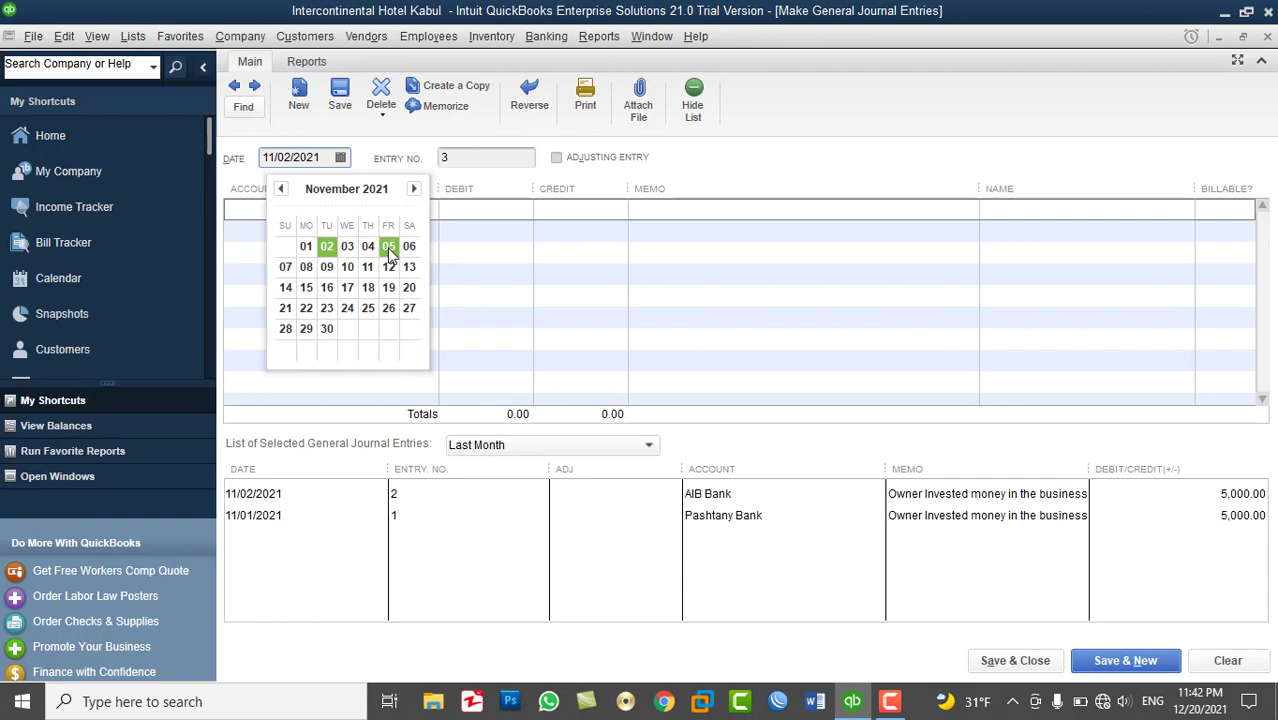 Intercontinental Hotel Kabul - Intuit QuickBooks Enterprise Solutions 21.0 Trial Version - [Make General Journal Entries]
File Edit View Lists Favorites Company Customers Vendors Employees Inventory Banking Reports Window Help
Search Company or Help
My Shortcuts
Home
My Company
Income Tracker
Bill Tracker
Calendar
Snapshots
Customers
My Shortcuts
View Balances
Run Favorite Reports
Open Windows
Do More With QuickBooks
Get Free Workers Comp Quote
Order Labor Law Posters
Order Checks & Supplies
Promote Your Business
Finance with Confidence
Main Reports
Find New Save Delete Create a Copy
Memorize Reverse Print Attach File Hide List
DATE 11/02/2021 ENTRY NO. 3 ADJUSTING ENTRY
ACCOU DEBIT CREDIT MEMO NAME BILLABLE?
November 2021
SU MO TU WE TH FR SA
01 02 03 04 05 06
07 08 09 10 11 12 13
14 15 16 17 18 19 20
21 22 23 24 25 26 27
28 29 30
Totals 0.00 0.00
List of Selected General Journal Entries: Last Month
DATE ENTRY. NO. ADJ ACCOUNT MEMO DEBIT/CREDIT(+/-)
11/02/2021 2 AIB Bank Owner Invested money in the business 5,000.00
11/01/2021 1 Pashtany Bank Owner Invested money in the business 5,000.00
Save & Close Save & New Clear
Type here to search
31°F ENG 11:42 PM
12/20/2021